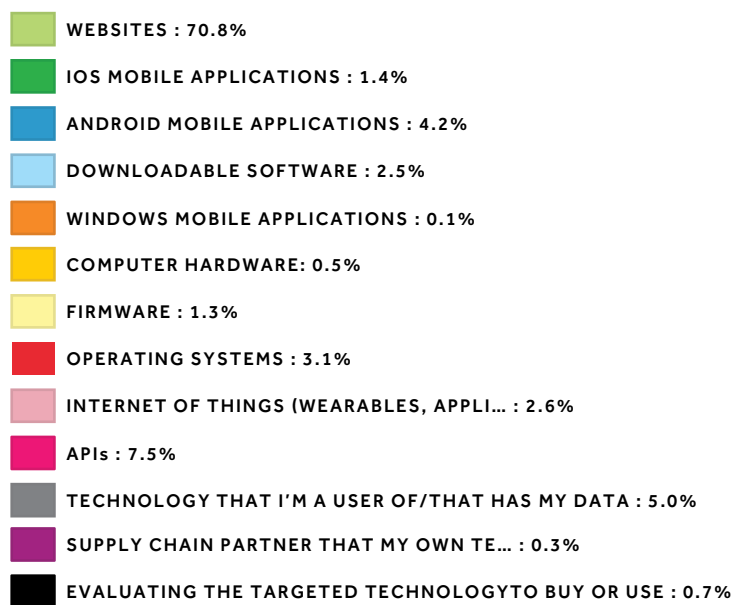 WEBSITES : 70.8%
IOS MOBILE APPLICATIONS : 1.4%
ANDROID MOBILE APPLICATIONS : 4.2%
DOWNLOADABLE SOFTWARE : 2.5%
WINDOWS MOBILE APPLICATIONS : 0.1%
COMPUTER HARDWARE: 0.5%
FIRMWARE : 1.3%
OPERATING SYSTEMS : 3.1%
INTERNET OF THINGS (WEARABLES, APPLI... : 2.6%
APIs : 7.5%
TECHNOLOGY THAT I'M A USER OF/THAT HAS MY DATA : 5.0%
SUPPLY CHAIN PARTNER THAT MY OWN TE... : 0.3%
EVALUATING THE TARGETED TECHNOLOGYTO BUY OR USE : 0.7%